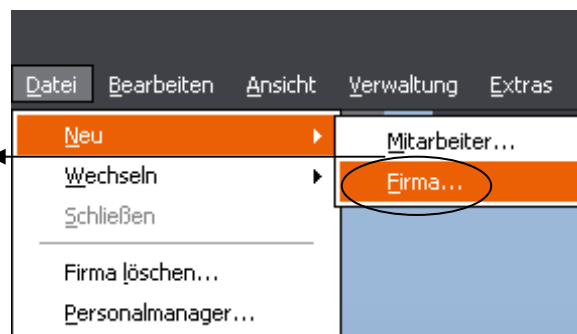 Datei Bearbeiten Ansicht Verwaltung Extras
Neu
Mitarbeiter...
Wechseln
Firma...
Schließen
Firma löschen...
Personalmanager...